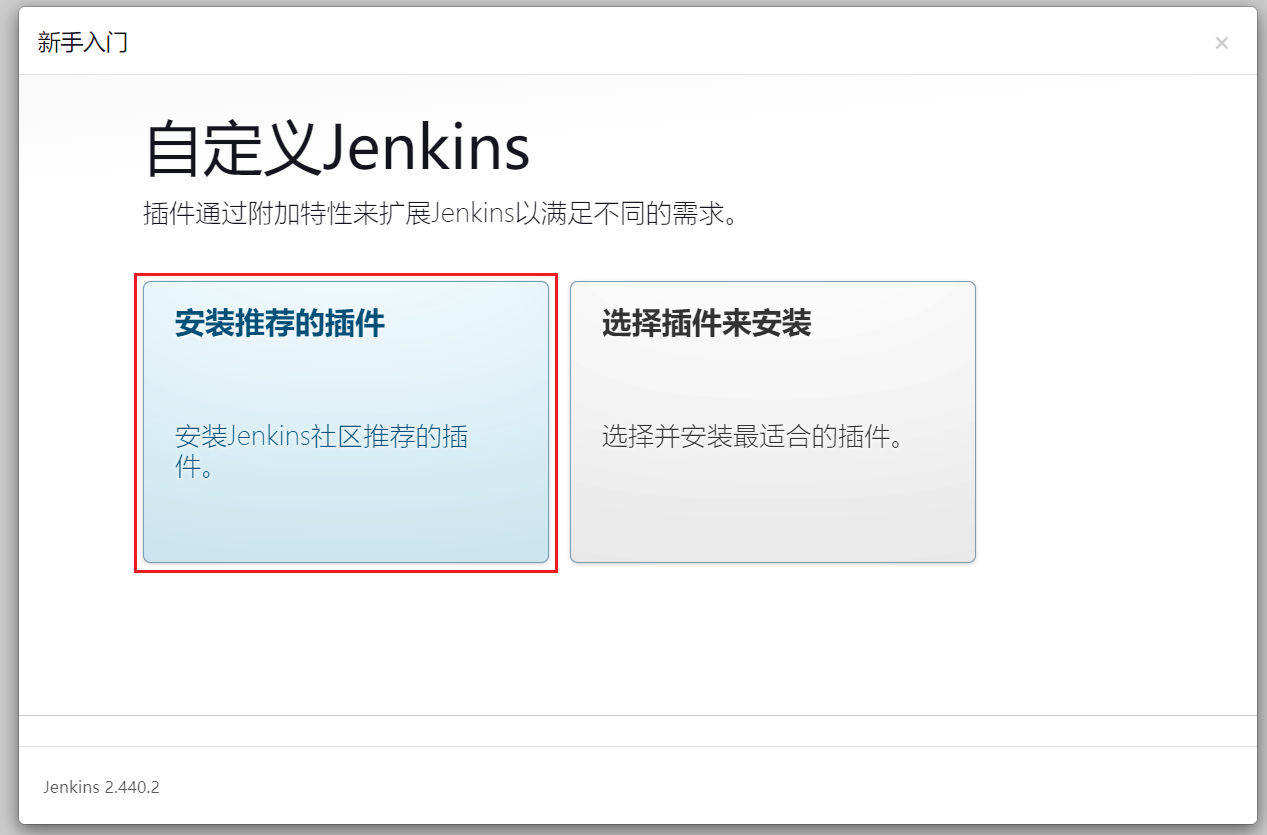 新手入门
×
自定义Jenkins
插件通过附加特性来扩展Jenkins以满足不同的需求。
安装推荐的插件
安装Jenkins社区推荐的插
件。
选择插件来安装
选择并安装最适合的插件。
Jenkins 2.440.2